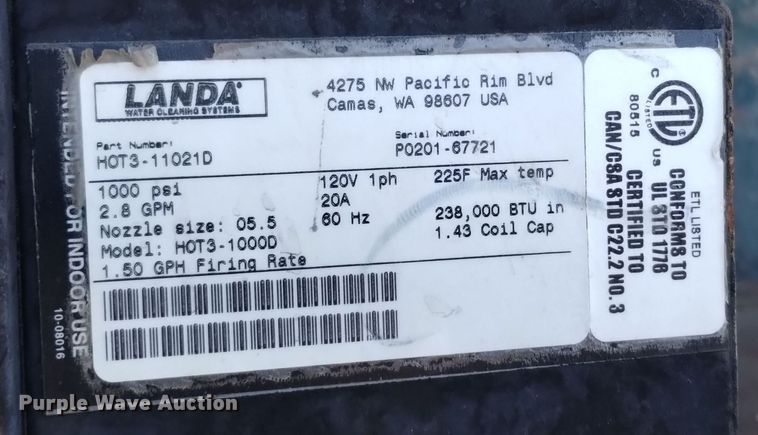 LANDA
WATER CLEANING SYSTEMS
4275 NW Pacific Rim Blvd
Camas, WA 98607 USA
Part Number:
HOT3-11021D
Serial Number:
P0201-67721
1000 psi
2.8 GPM
Nozzle size: 05.5
Model: HOT3-1000D
1.50 GPH Firing Rate
120V 1ph
20A
60 Hz
225F Max temp
238,000 BTU in
1.43 Coil Cap
INTENDED FOR INDOOR USE
10-08016
C
ETL
LISTED
US
80515
ETL LISTED
CONFORMS TO
UL STD 1776
CERTIFIED TO
CAN/CSA STD C22.2 NO. 3
Purple Wave Auction